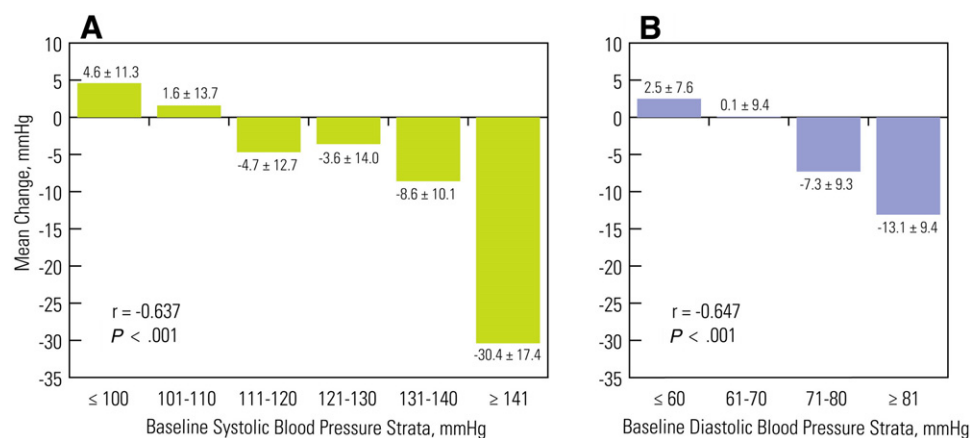 A
B
10
5
0
-5
-10
-15
-20
-25
-30
-35
Mean Change, mmHg
4.6 ± 11.3
1.6 ± 13.7
-4.7 ± 12.7
-3.6 ± 14.0
-8.6 ± 10.1
-30.4 ± 17.4
r = -0.637
P < .001
≤ 100 101-110 111-120 121-130 131-140 ≥ 141
Baseline Systolic Blood Pressure Strata, mmHg
10
5
0
-5
-10
-15
-20
-25
-30
-35
2.5 ± 7.6
0.1 ± 9.4
-7.3 ± 9.3
-13.1 ± 9.4
r = -0.647
P < .001
≤ 60 61-70 71-80 ≥ 81
Baseline Diastolic Blood Pressure Strata, mmHg